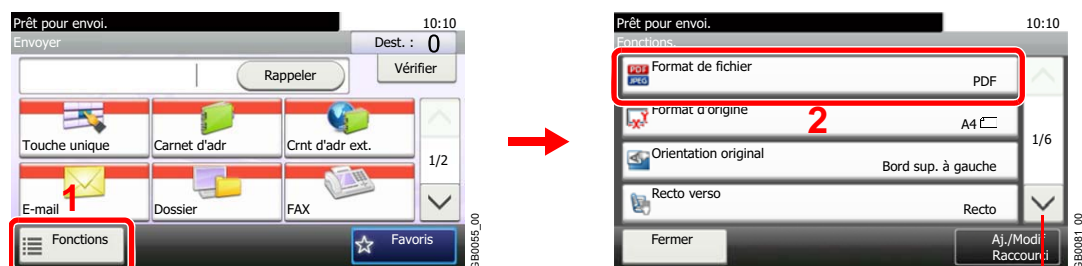 Prêt pour envoi.
10:10
Envoyer
Dest. : 0
Rappeler
Vérifier
Touche unique
Carnet d'adr
Crnt d'adr ext.
1/2
E-mail
1
Dossier
FAX
Fonctions
Favoris
GB0055_00
Prêt pour envoi.
10:10
Fonctions.
PDF
JPEG
Format de fichier
PDF
Format d'origine
2
A4
1/6
Orientation original
Bord sup. à gauche
Recto verso
Recto
Fermer
Aj./Modif
Raccourci
GB0081_00